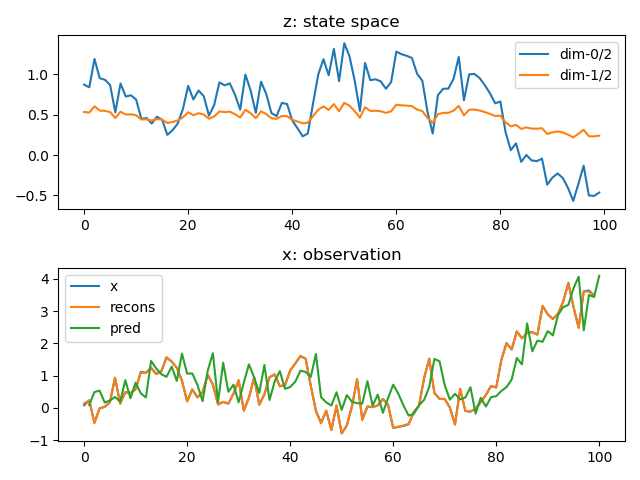 z: state space
dim-0/2
dim-1/2
1.0
0.5
0.0
−0.5
0 20 40 60 80 100
x: observation
x
recons
pred
4
3
2
1
0
−1
0 20 40 60 80 100